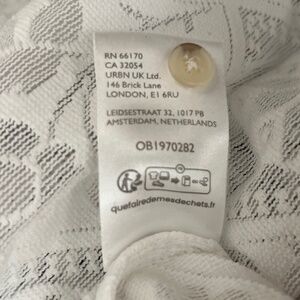 RN 66170
CA 32054
URBN UK Ltd.
146 Brick Lane
LONDON, E1 6RU
LEIDSESTRAAT 32, 1017 PB
AMSTERDAM, NETHERLANDS
OB1970282
quefairedemesdechets.fr